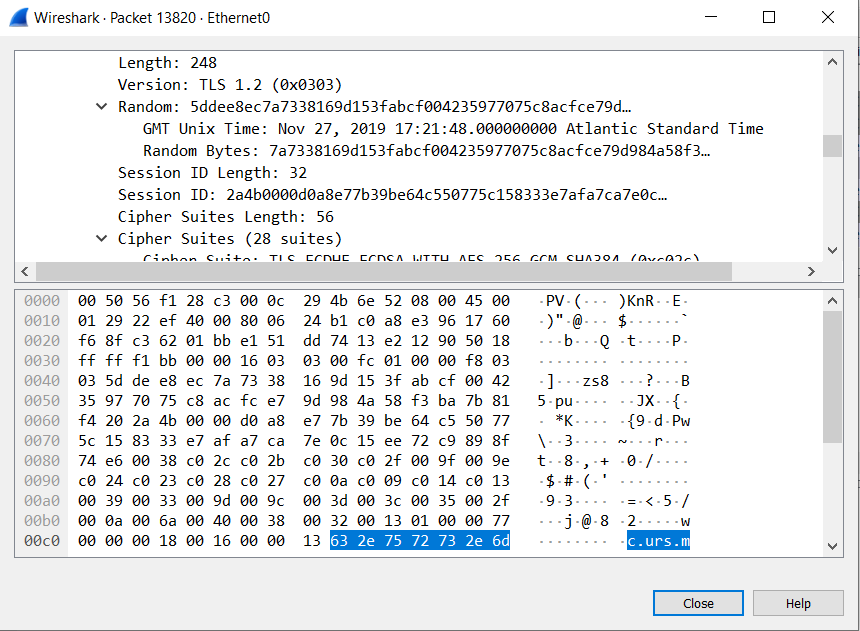 Wireshark · Packet 13820 · Ethernet0
Length: 248
Version: TLS 1.2 (0x0303)
Random: 5ddee8ec7a7338169d153fabcf004235977075c8acfce79d…
GMT Unix Time: Nov 27, 2019 17:21:48.000000000 Atlantic Standard Time
Random Bytes: 7a7338169d153fabcf004235977075c8acfce79d984a58f3…
Session ID Length: 32
Session ID: 2a4b0000d0a8e77b39be64c550775c158333e7afa7ca7e0c…
Cipher Suites Length: 56
Cipher Suites (28 suites)
Cipher Suite: TLS_ECDHE_ECDSA_WITH_AES_256_GCM_SHA384 (0xc02c)
0000 00 50 56 f1 28 c3 00 0c 29 4b 6e 52 08 00 45 00 ·PV·(··· )KnR··E·
0010 01 29 22 ef 40 00 80 06 24 b1 c0 a8 e3 96 17 60 ·)"·@··· $······`
0020 f6 8f c3 62 01 bb e1 51 dd 74 13 e2 12 90 50 18 ···b···Q ·t····P·
0030 ff ff f1 bb 00 00 16 03 03 00 fc 01 00 00 f8 03 ········ ········
0040 03 5d de e8 ec 7a 73 38 16 9d 15 3f ab cf 00 42 ·]···zs8 ···?···B
0050 35 97 70 75 c8 ac fc e7 9d 98 4a 58 f3 ba 7b 81 5·pu···· ··JX··{·
0060 f4 20 2a 4b 00 00 d0 a8 e7 7b 39 be 64 c5 50 77 · *K···· ·{9·d·Pw
0070 5c 15 83 33 e7 af a7 ca 7e 0c 15 ee 72 c9 89 8f \··3···· ~···r···
0080 74 e6 00 38 c0 2c c0 2b c0 30 c0 2f 00 9f 00 9e t··8·,·+ ·0·/····
0090 c0 24 c0 23 c0 28 c0 27 c0 0a c0 09 c0 14 c0 13 ·$·#·(·' ········
00a0 00 39 00 33 00 9d 00 9c 00 3d 00 3c 00 35 00 2f ·9·3···· ·=·<·5·/
00b0 00 0a 00 6a 00 40 00 38 00 32 00 13 01 00 00 77 ···j·@·8 ·2·····w
00c0 00 00 00 18 00 16 00 00 13 63 2e 75 72 73 2e 6d ········ ·c.urs.m
Close
Help